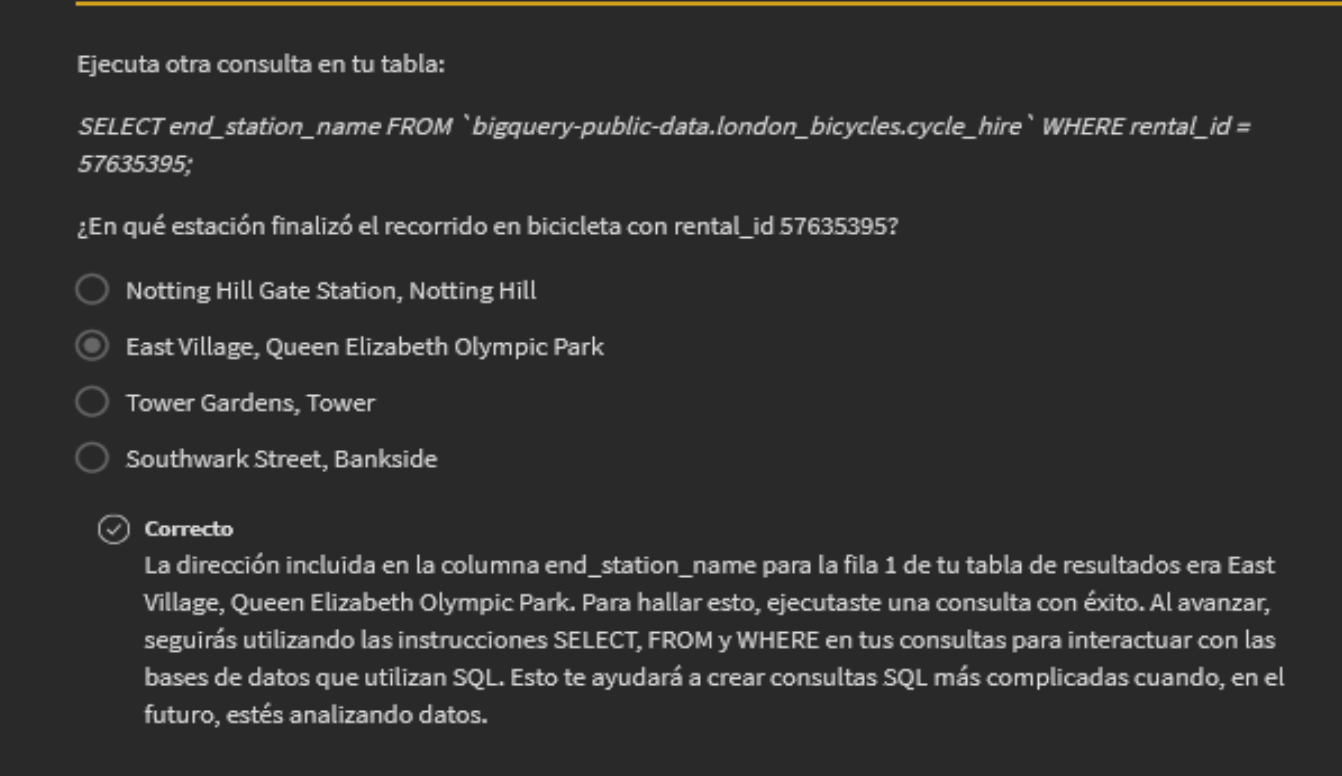 Ejecuta otra consulta en tu tabla:
SELECT end_station_name FROM `bigquery-public-data.london_bicycles.cycle_hire` WHERE rental_id =
57635395;
¿En qué estación finalizó el recorrido en bicicleta con rental_id 57635395?
Notting Hill Gate Station, Notting Hill
East Village, Queen Elizabeth Olympic Park
Tower Gardens, Tower
Southwark Street, Bankside
Correcto
La dirección incluida en la columna end_station_name para la fila 1 de tu tabla de resultados era East
Village, Queen Elizabeth Olympic Park. Para hallar esto, ejecutaste una consulta con éxito. Al avanzar,
seguirás utilizando las instrucciones SELECT, FROM y WHERE en tus consultas para interactuar con las
bases de datos que utilizan SQL. Esto te ayudará a crear consultas SQL más complicadas cuando, en el
futuro, estés analizando datos.